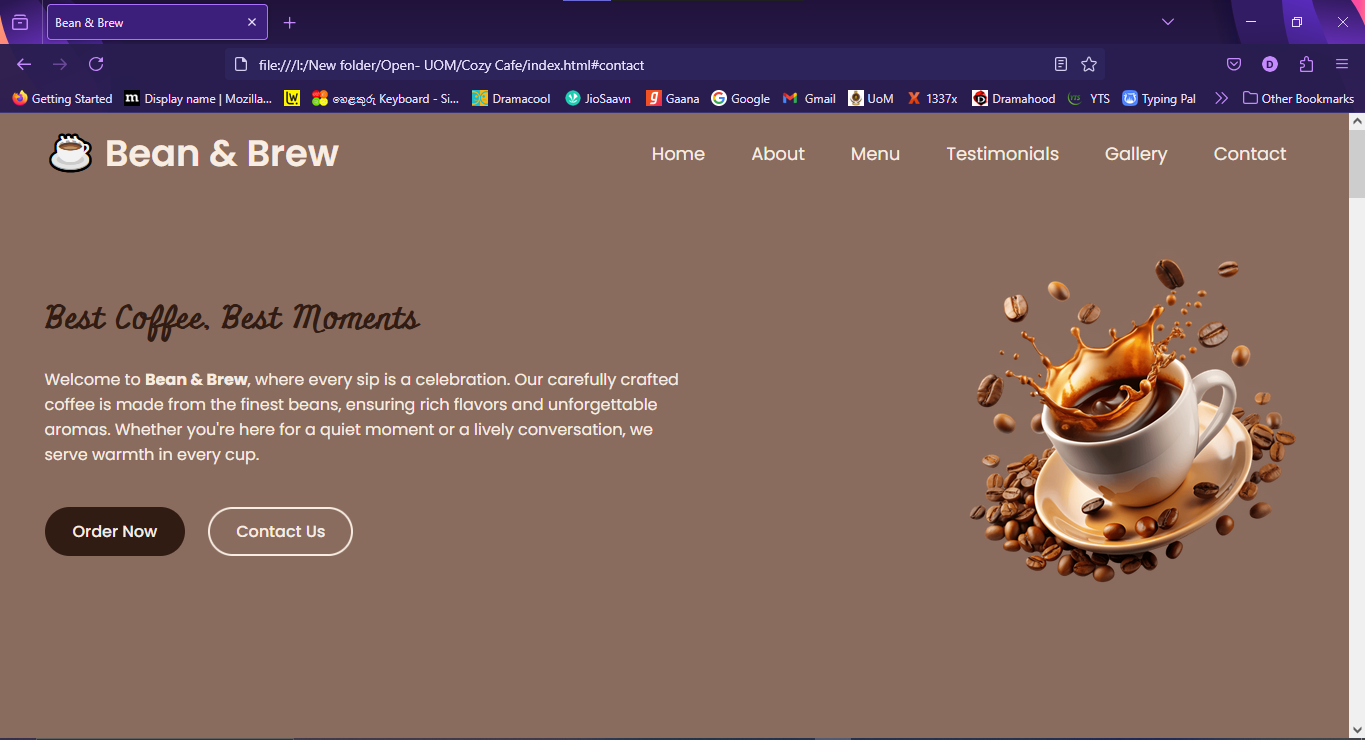 Bean & Brew
file:///I:/New folder/Open- UOM/Cozy Cafe/index.html#contact
Getting Started
m Display name | Mozilla...
හෙළකුරු Keyboard - Si...
Dramacool
JioSaavn
g Gaana
Google
Gmail
UoM
X 1337x
Dramahood
YTS
Typing Pal
Other Bookmarks
D
Bean & Brew
Home About Menu Testimonials Gallery Contact
Best Coffee, Best Moments
Welcome to Bean & Brew, where every sip is a celebration. Our carefully crafted
coffee is made from the finest beans, ensuring rich flavors and unforgettable
aromas. Whether you're here for a quiet moment or a lively conversation, we
serve warmth in every cup.
Order Now Contact Us